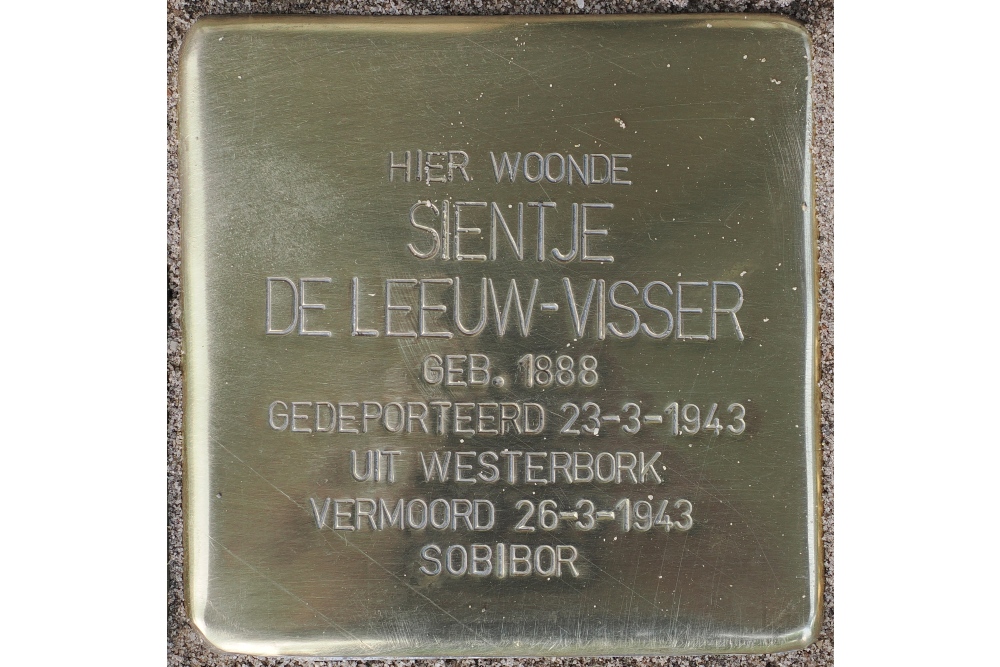 HIER WOONDE
SIENTJE
DE LEEUW-VISSER
GEB. 1888
GEDEPORTEERD 23-3-1943
UIT WESTERBORK
VERMOORD 26-3-1943
SOBIBOR